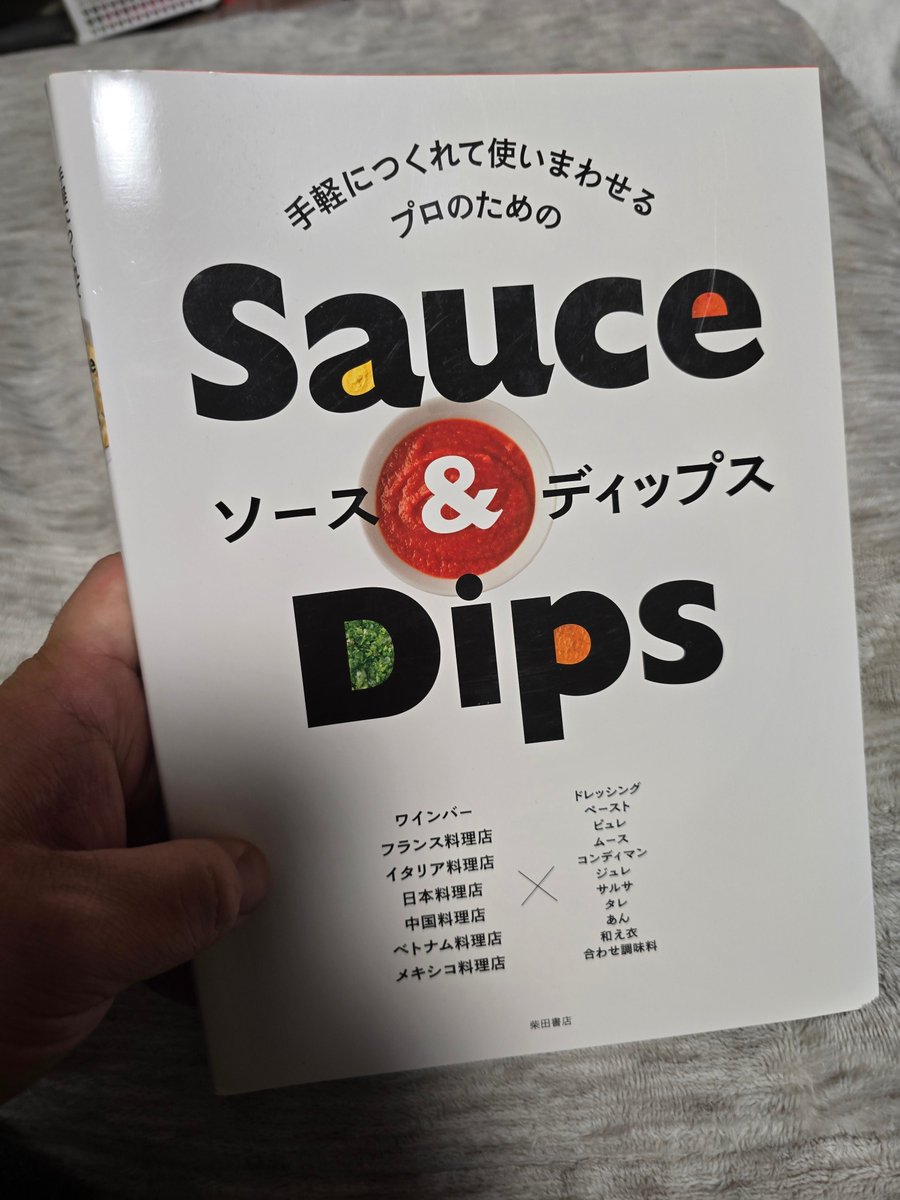 手軽につくれて使いまわせる
プロのための
Sauce
ソース & ディップス
Dips
ワインバー
フランス料理店
イタリア料理店
日本料理店
中国料理店
ベトナム料理店
メキシコ料理店
×
ドレッシング
ペースト
ピュレ
ムース
コンディマン
ジュレ
サルサ
タレ
あん
和え衣
合わせ調味料
柴田書店